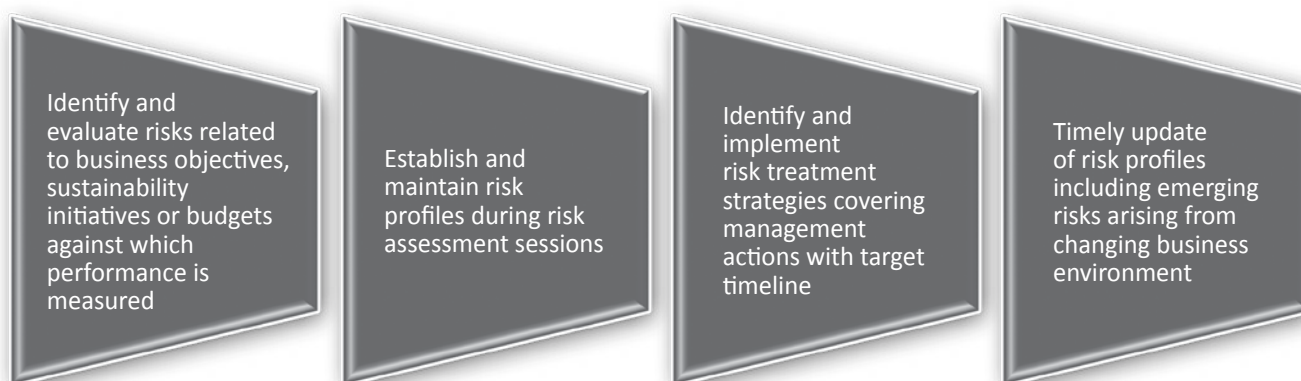 Identify and
evaluate risks related
to business objectives,
sustainability
initiatives or budgets
against which
performance is
measured
Establish and
maintain risk
profiles during risk
assessment sessions
Identify and
implement
risk treatment
strategies covering
management
actions with target
timeline
Timely update
of risk profiles
including emerging
risks arising from
changing business
environment